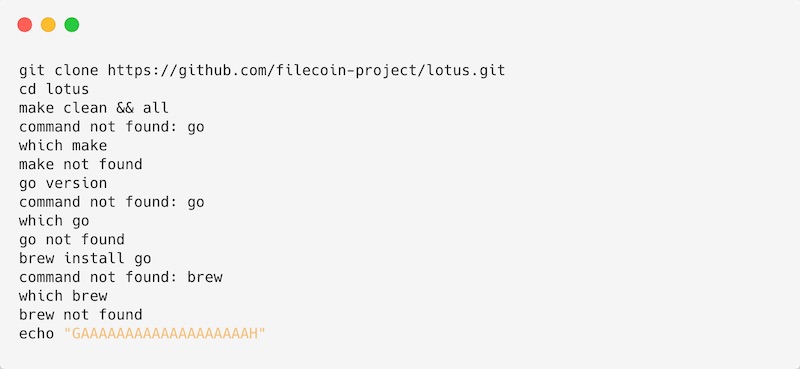 git clone https://github.com/filecoin-project/lotus.git
cd lotus
make clean && all
command not found: go
which make
make not found
go version
command not found: go
which go
go not found
brew install go
command not found: brew
which brew
brew not found
echo "GAAAAAAAAAAAAAAAAAAAH"